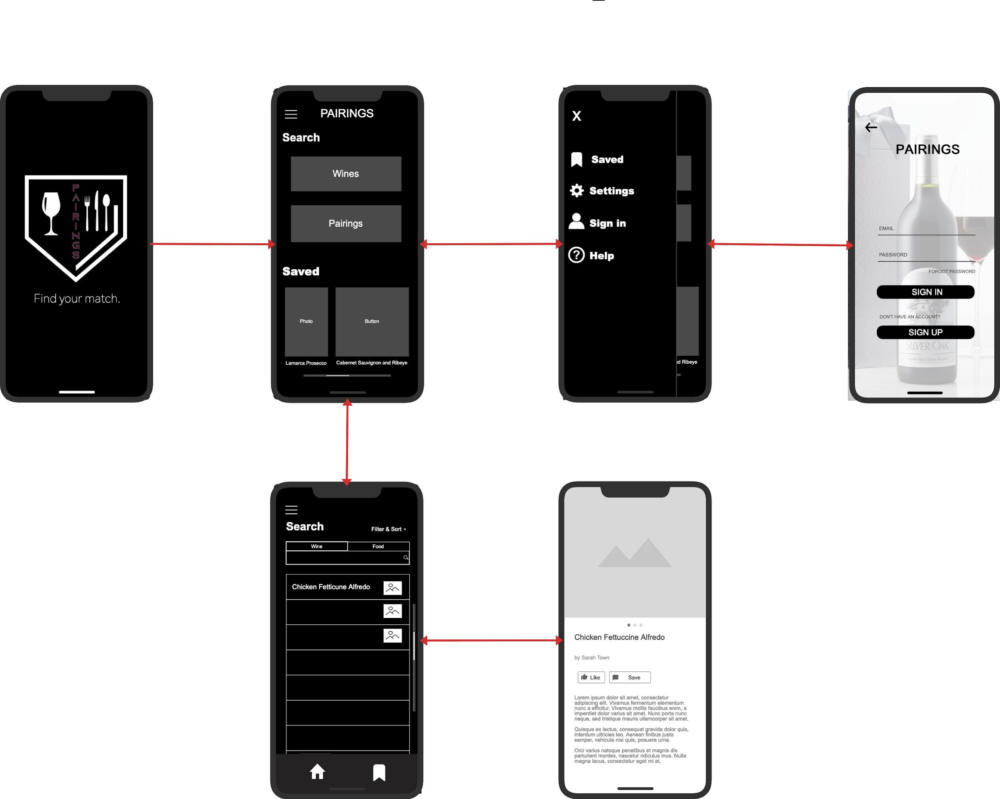 PAIRINGS
Find your match.
PAIRINGS
Search
Wines
Pairings
Saved
Photo
Button
Lamarca Prosecco
Cabernet Sauvignon and Ribeye
X
Saved
Settings
Sign in
? Help
d Ribeye
PAIRINGS
EMAIL
PASSWORD
FORGOT PASSWORD
SIGN IN
DON'T HAVE AN ACCOUNT?
SIGN UP
SILVER OAK
Search
Filter & Sort
Wine Food
Chicken Fetticune Alfredo
Chicken Fettuccine Alfredo
by Sarah Town
Like Save
Lorem ipsum dolor sit amet, consectetur
adipiscing elit. Vivamus fermentum elementum
nunc a efficitur. Vivamus mollis faucibus enim, a
imperdiet dolor varius sit amet. Nunc porta nunc
neque, sed tristique mauris ullamcorper sit amet.
Quisque ex lectus, consequat gravida dolor quis,
interdum ultricies leo. Aenean finibus justo
semper, vehicula nisi quis, posuere urna.
Orci varius natoque penatibus et magnis dis
parturient montes, nascetur ridiculus mus. Nulla
magna lacus, consectetur eget mi at.